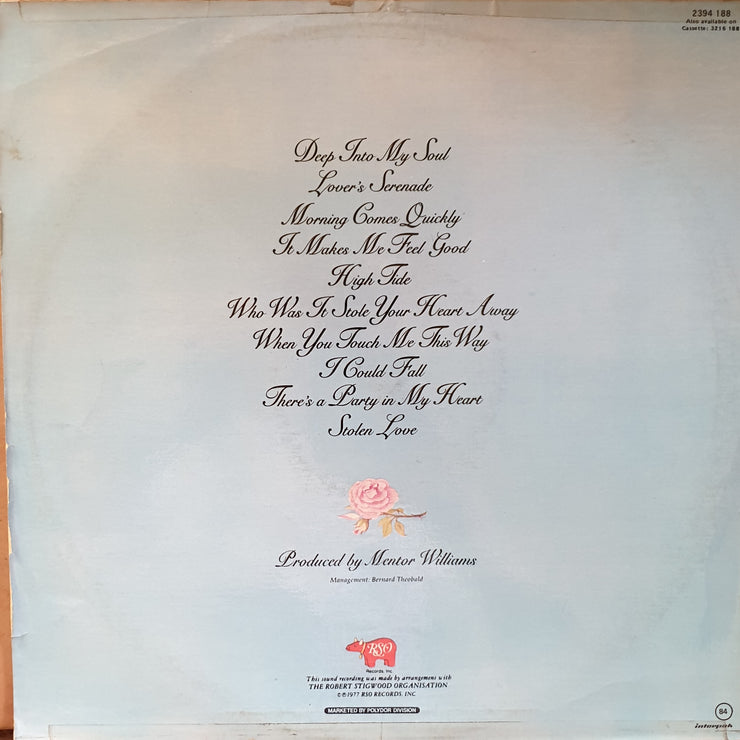 2394 188
Also available on
Cassette: 3216 188
Deep Into My Soul
Lover's Serenade
Morning Comes Quickly
It Makes Me Feel Good
High Tide
Who Was It Stole Your Heart Away
When You Touch Me This Way
I Could Fall
There's a Party in My Heart
Stolen Love
Produced by Mentor Williams
Management: Bernard Theobald
RSO
Records, Inc.
This sound recording was made by arrangement with
THE ROBERT STIGWOOD ORGANISATION
©℗1977 RSO RECORDS, INC
MARKETED BY POLYDOR DIVISION
84
interpak